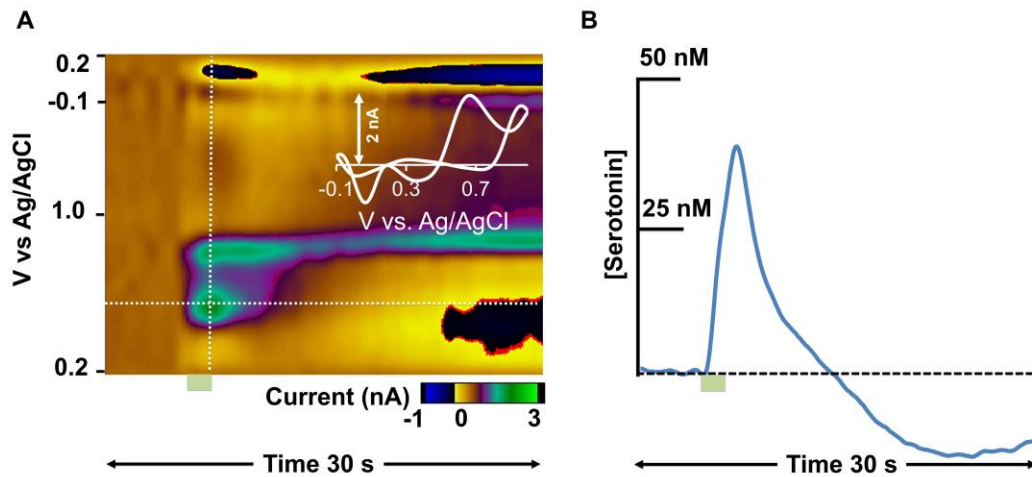 A
B
V vs Ag/AgCl
0.2
-0.1
1.0
0.2
2 nA
-0.1
0.3
0.7
V vs. Ag/AgCl
Current (nA)
-1
0
3
Time 30 s
[Serotonin]
50 nM
25 nM
Time 30 s